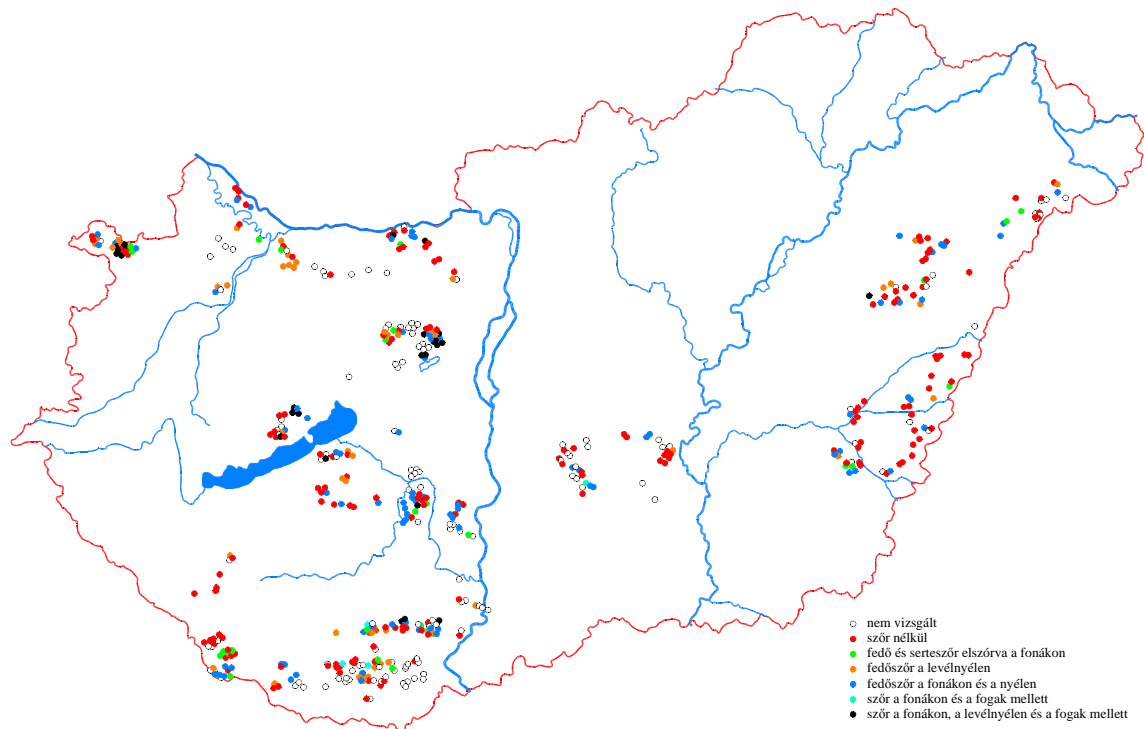 nem vizsgált
szőr nélkül
fedő és serteszőr elszórva a fonákon
fedőszőr a levélnyélen
fedőszőr a fonákon és a nyélen
szőr a fonákon és a fogak mellett
szőr a fonákon, a levélnyélen és a fogak mellett